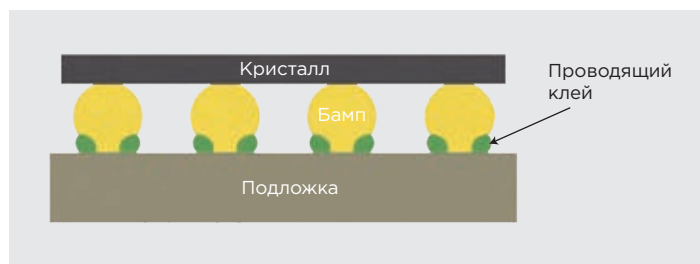 Кристалл
Проводящий
клей
Бамп
Подложка